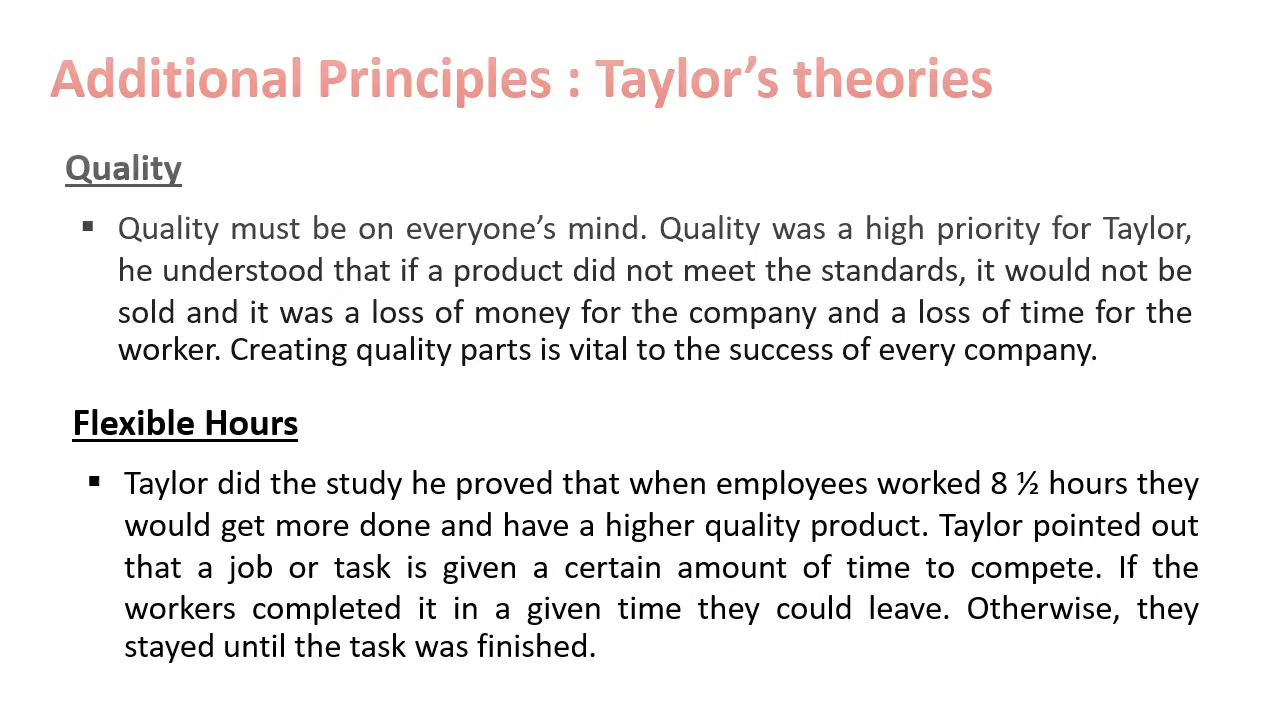 Additional Principles : Taylor’s theories
Quality
▪ Quality must be on everyone’s mind. Quality was a high priority for Taylor,
he understood that if a product did not meet the standards, it would not be
sold and it was a loss of money for the company and a loss of time for the
worker. Creating quality parts is vital to the success of every company.
Flexible Hours
▪ Taylor did the study he proved that when employees worked 8 ½ hours they
would get more done and have a higher quality product. Taylor pointed out
that a job or task is given a certain amount of time to compete. If the
workers completed it in a given time they could leave. Otherwise, they
stayed until the task was finished.